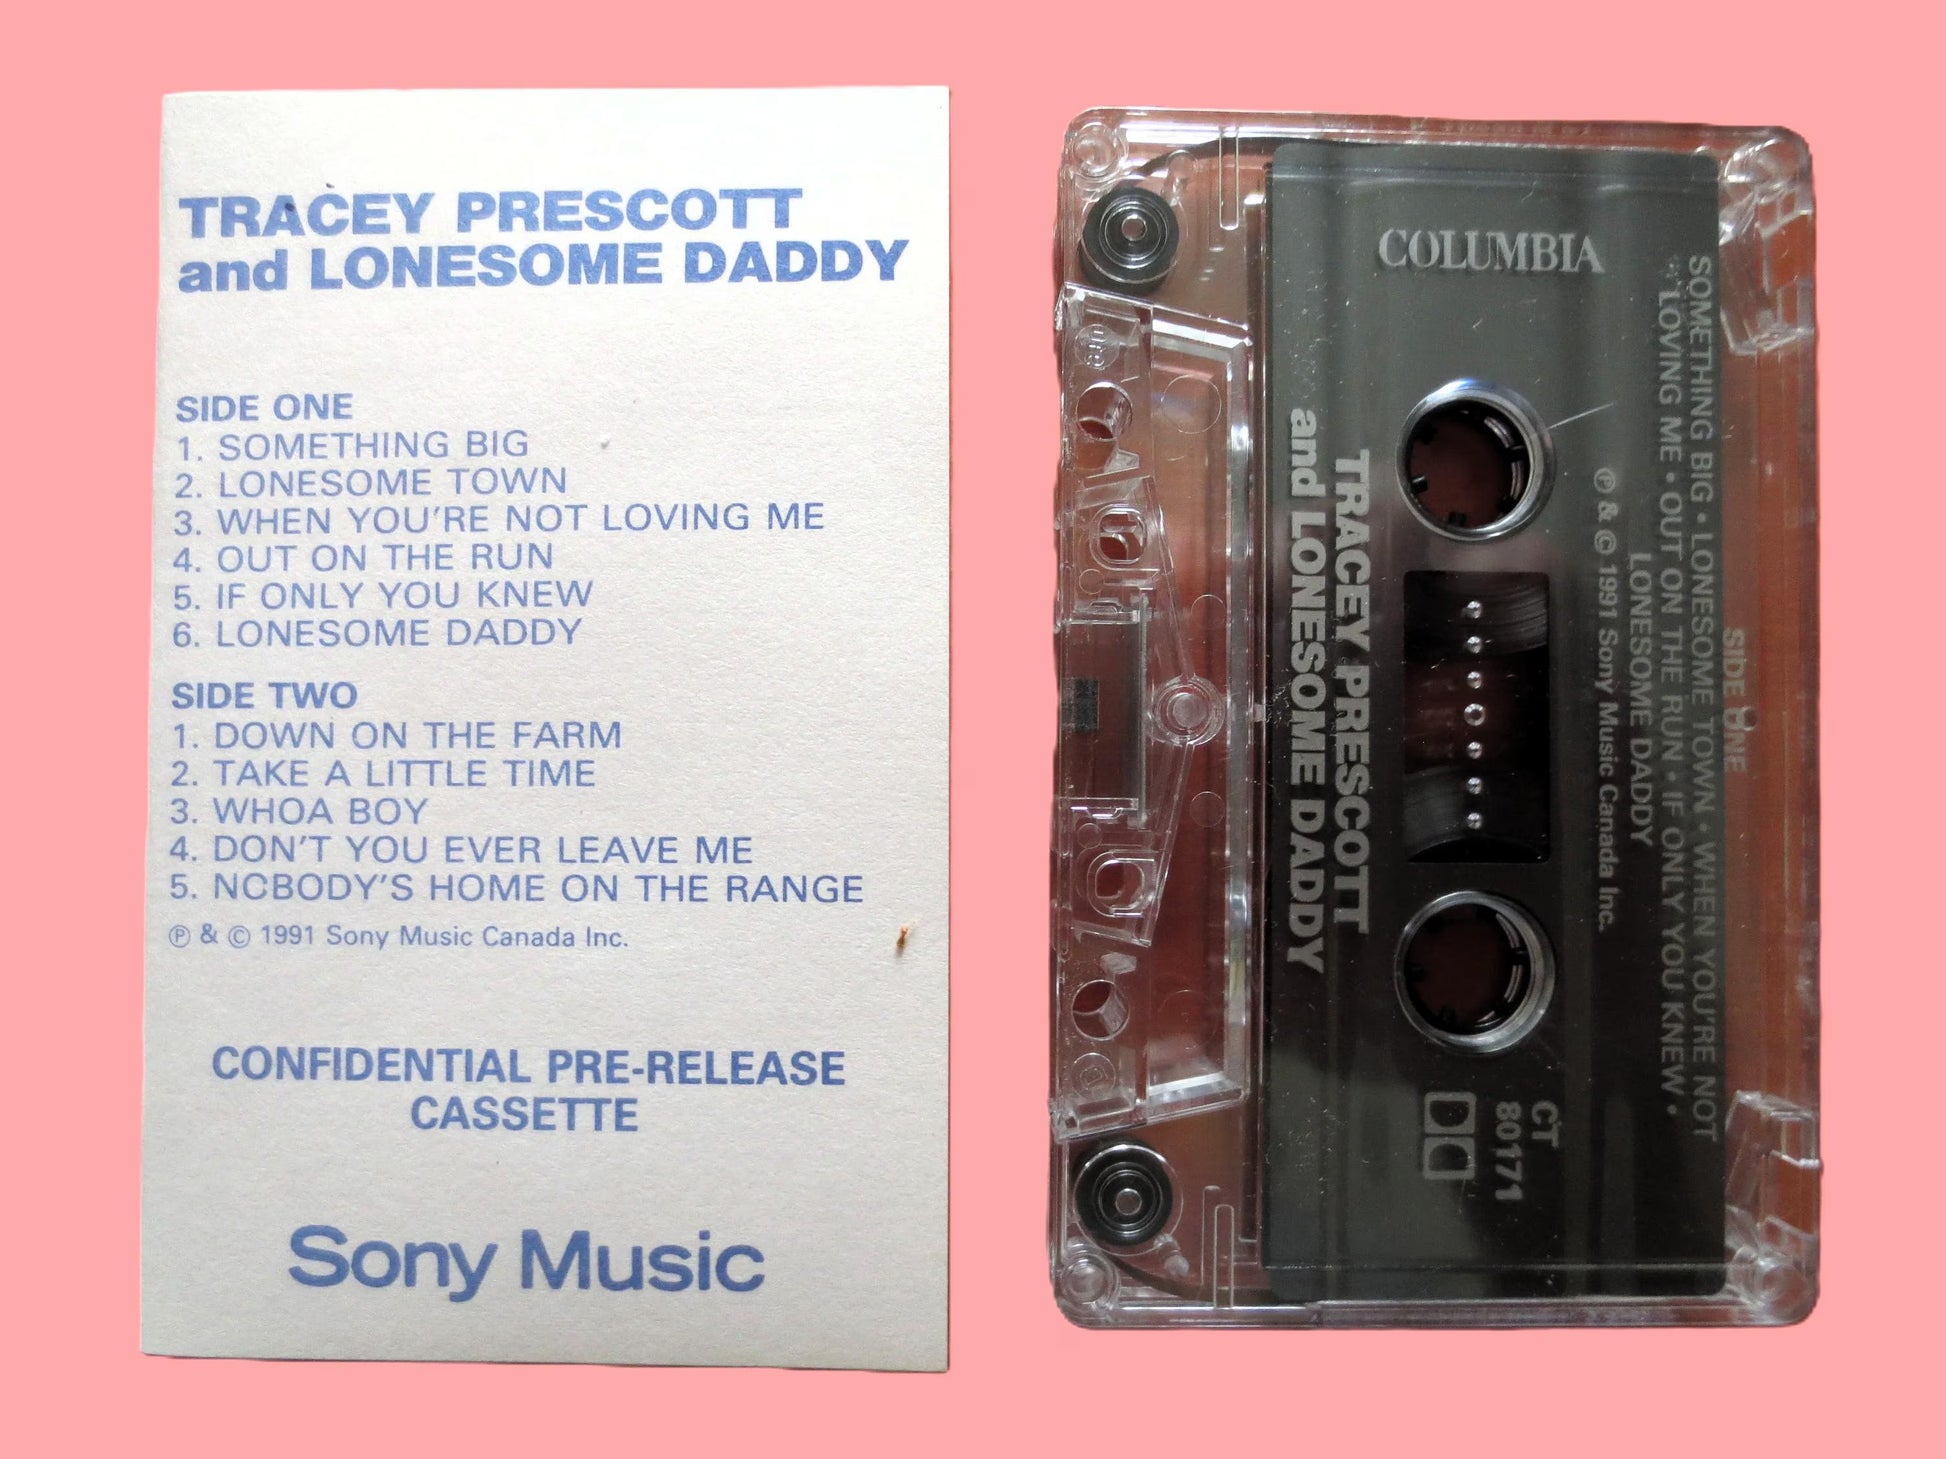 TRACEY PRESCOTT
and LONESOME DADDY
SIDE ONE
1. SOMETHING BIG
2. LONESOME TOWN
3. WHEN YOU'RE NOT LOVING ME
4. OUT ON THE RUN
5. IF ONLY YOU KNEW
6. LONESOME DADDY
SIDE TWO
1. DOWN ON THE FARM
2. TAKE A LITTLE TIME
3. WHOA BOY
4. DON'T YOU EVER LEAVE ME
5. NCBODY'S HOME ON THE RANGE
℗ & © 1991 Sony Music Canada Inc.
CONFIDENTIAL PRE-RELEASE
CASSETTE
Sony Music
COLUMBIA
SIDE ONE
SOMETHING BIG • LONESOME TOWN • WHEN YOU'RE NOT
LOVING ME • OUT ON THE RUN • IF ONLY YOU KNEW •
LONESOME DADDY
℗ & © 1991 Sony Music Canada Inc.
CT
80171
TRACEY PRESCOTT
and LONESOME DADDY